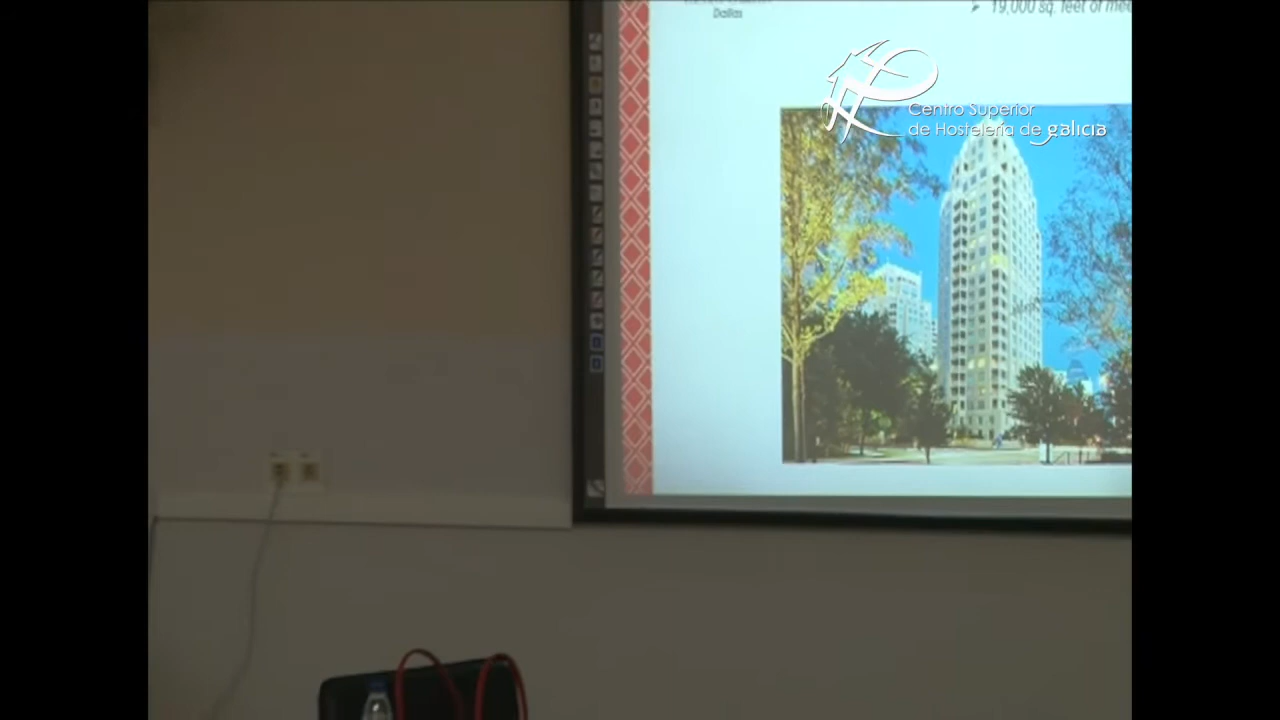 Dallas
➤ 19,000 sq. feet of mee
Centro Superior
de Hostelería de galicia